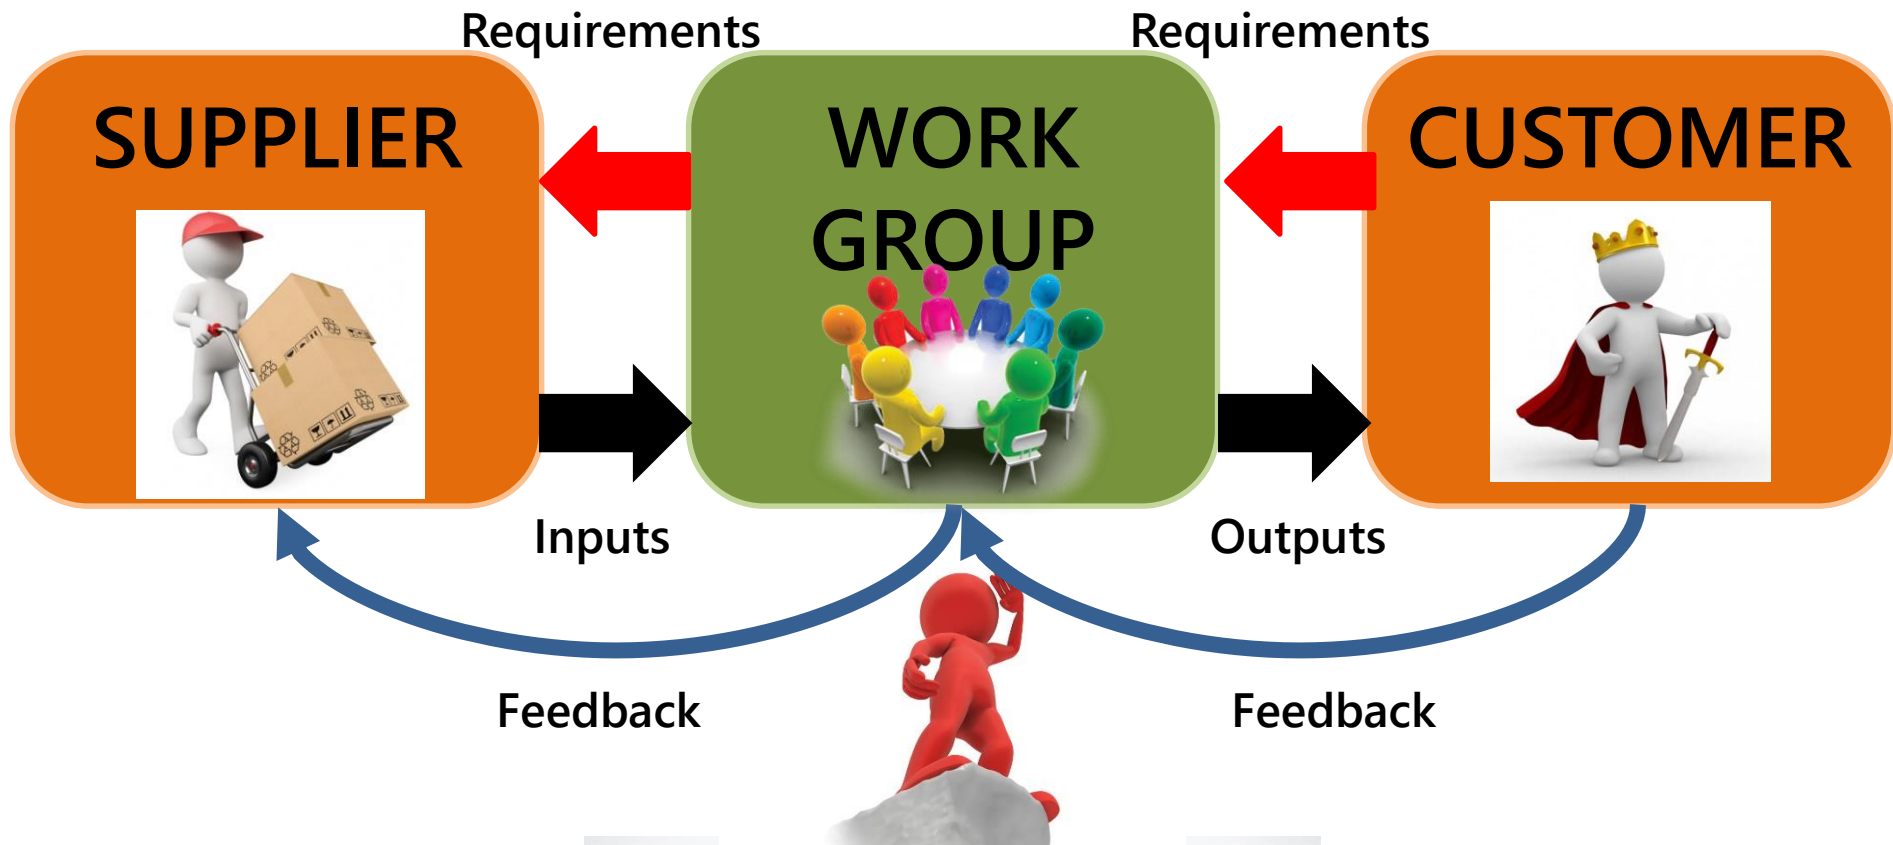 Requirements
Requirements
SUPPLIER
WORK
GROUP
CUSTOMER
Inputs
Outputs
Feedback
Feedback